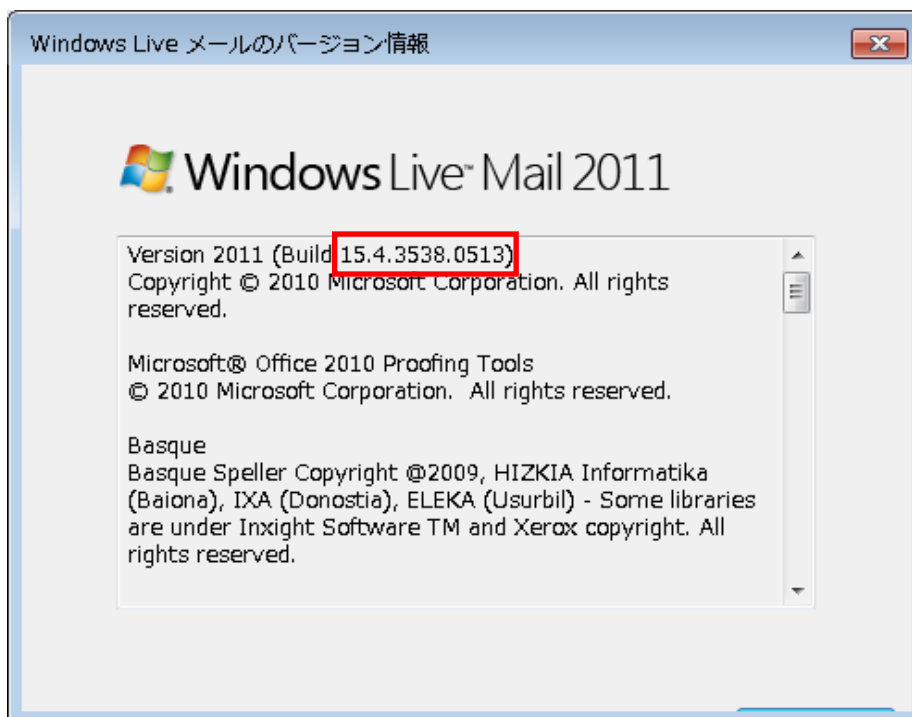 Windows Live メールのバージョン情報
Windows Live™ Mail 2011
Version 2011 (Build 15.4.3538.0513)
Copyright © 2010 Microsoft Corporation. All rights
reserved.
Microsoft® Office 2010 Proofing Tools
© 2010 Microsoft Corporation.  All rights reserved.
Basque
Basque Speller Copyright @2009, HIZKIA Informatika
(Baiona), IXA (Donostia), ELEKA (Usurbil) - Some libraries
are under Inxight Software TM and Xerox copyright. All
rights reserved.